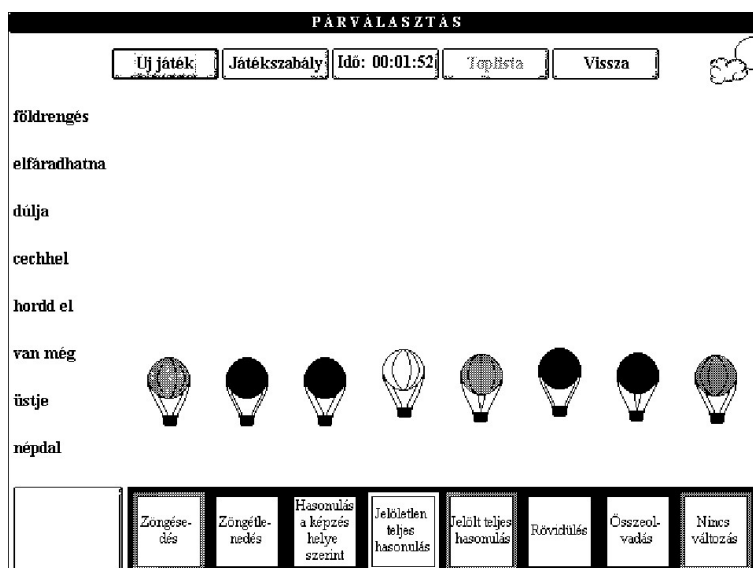 PÁRVÁLASZTÁS
Új játék
Játékszabály
Idő: 00:01:52
Toplista
Vissza
földrengés
elfáradhatna
dúlja
cechhel
hordd el
van még
üstje
népdal
Zöngése-
dés
Zöngétle-
nedés
Hasonulás
a képzés
helye
szerint
Jelöletlen
teljes
hasonulás
Jelölt teljes
hasonulás
Rövidülés
Összeol-
vadás
Nincs
változás